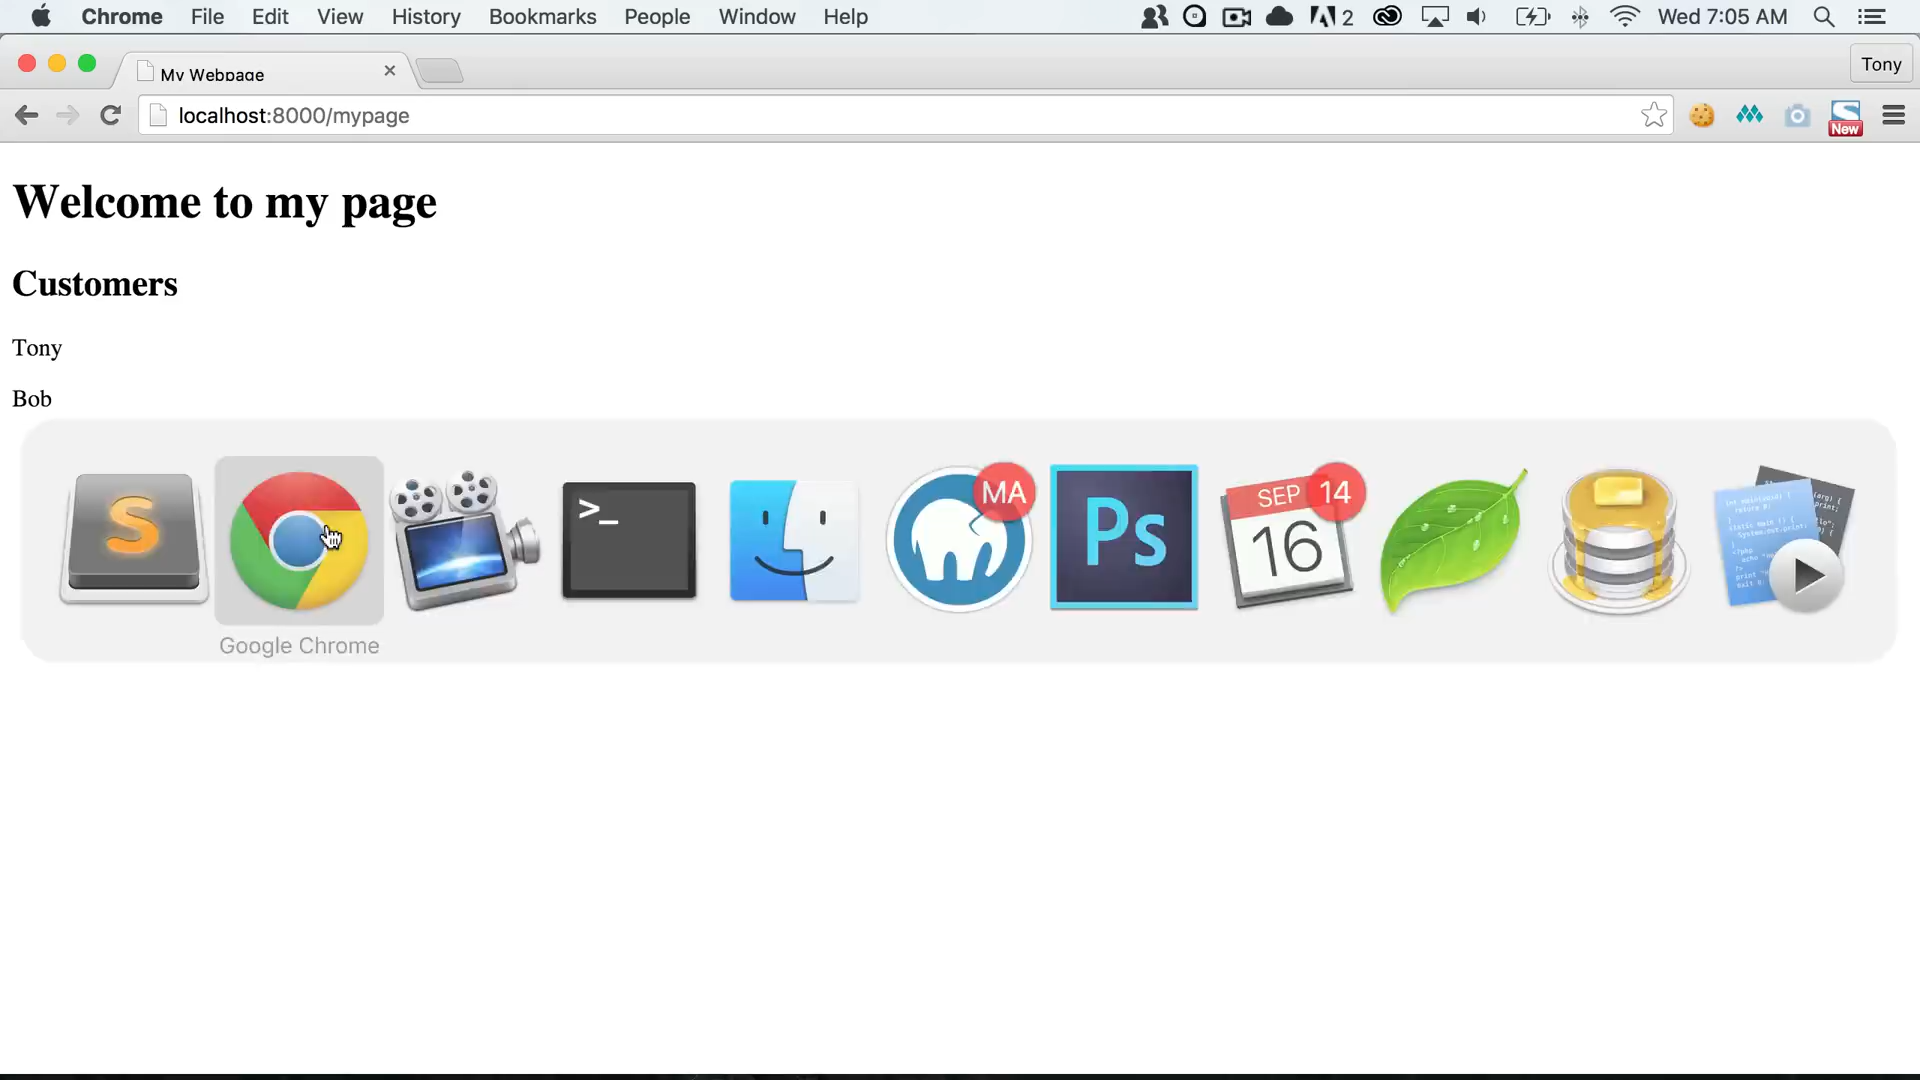 Chrome File Edit View History Bookmarks People Window Help 2 Wed 7:05 AM
My Webpage Tony
localhost:8000/mypage
New
Welcome to my page
Customers
Tony
Bob
S >_ MA Ps SEP 14
16
Google Chrome